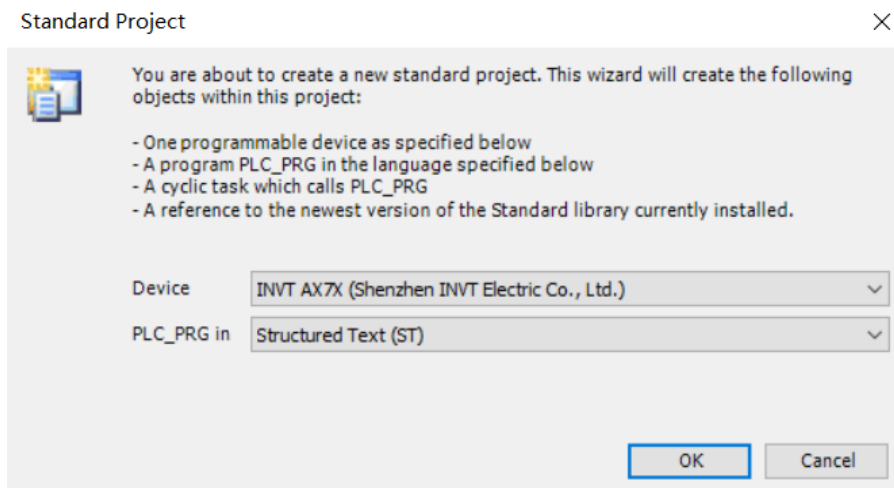 Standard Project
You are about to create a new standard project. This wizard will create the following
objects within this project:
- One programmable device as specified below
- A program PLC_PRG in the language specified below
- A cyclic task which calls PLC_PRG
- A reference to the newest version of the Standard library currently installed.
Device INVT AX7X (Shenzhen INVT Electric Co., Ltd.)
PLC_PRG in Structured Text (ST)
OK Cancel